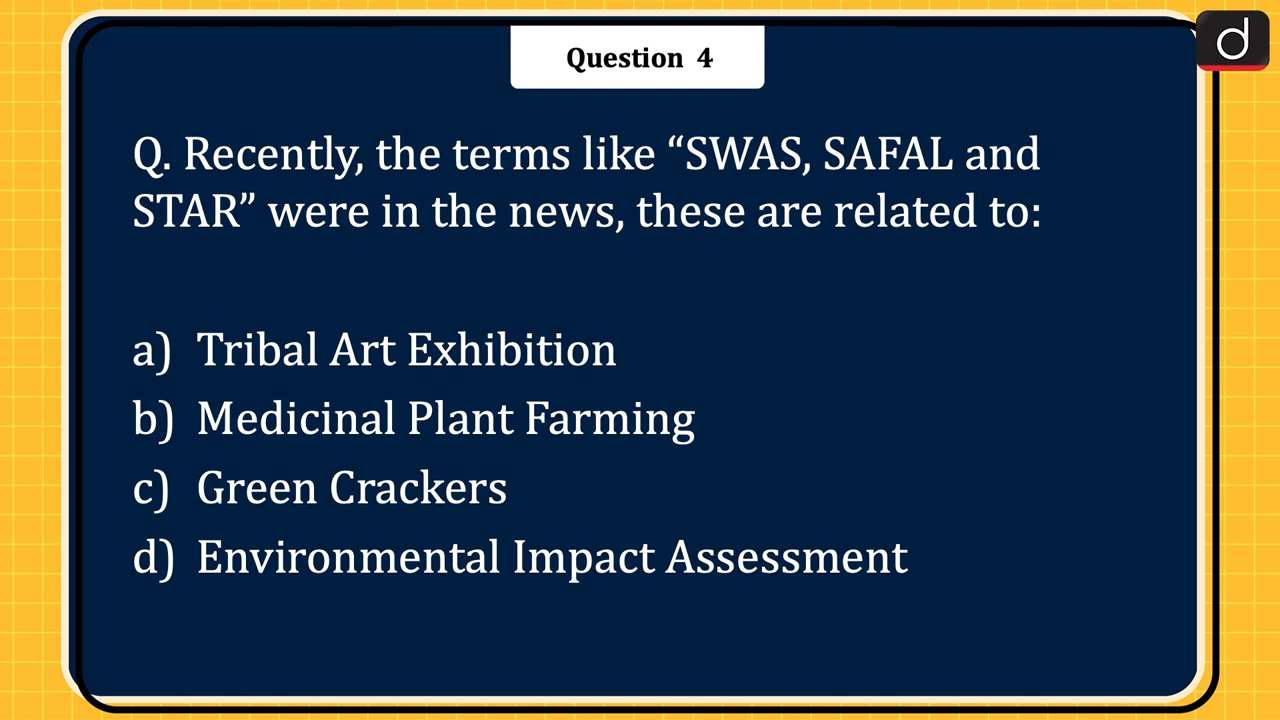 Question 4
d
Q. Recently, the terms like “SWAS, SAFAL and
STAR” were in the news, these are related to:
a) Tribal Art Exhibition
b) Medicinal Plant Farming
c) Green Crackers
d) Environmental Impact Assessment